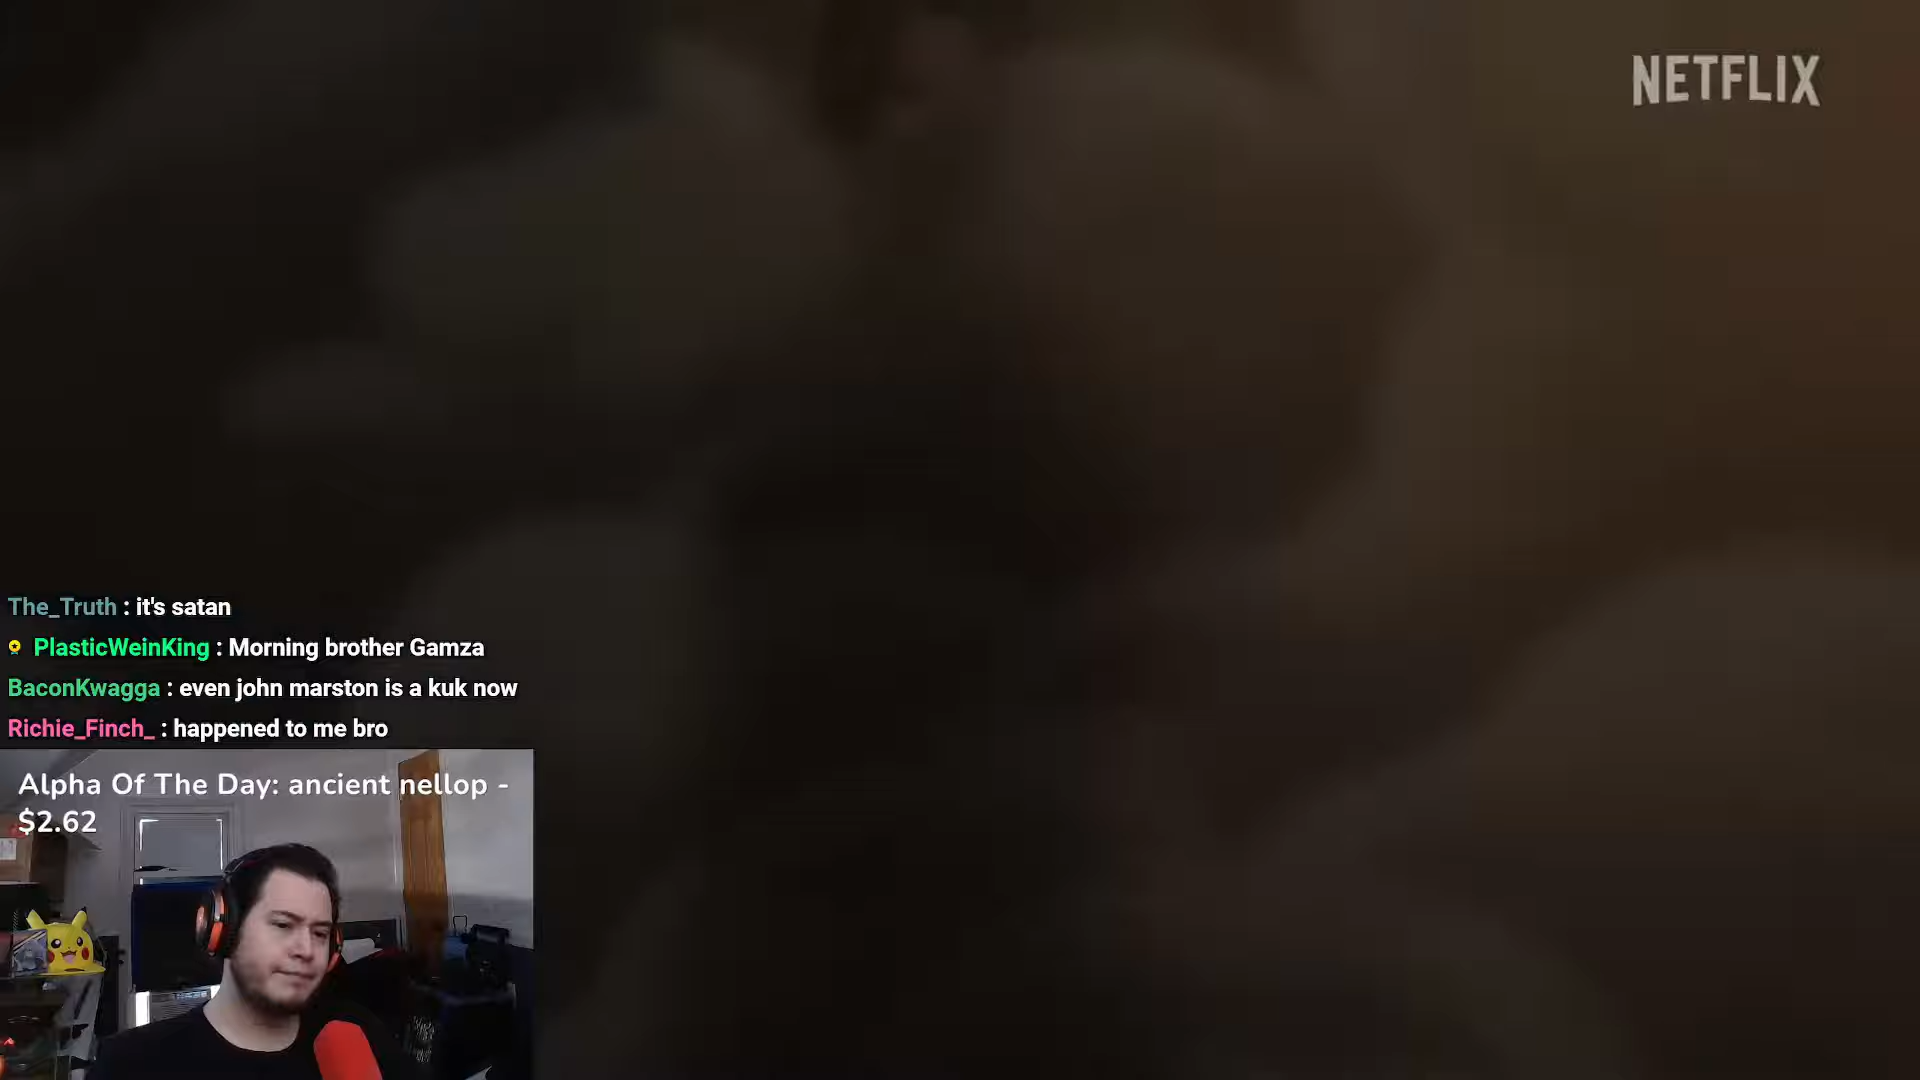 NETFLIX
The_Truth : it's satan
PlasticWeinKing : Morning brother Gamza
BaconKwagga : even john marston is a kuk now
Richie_Finch_ : happened to me bro
Alpha Of The Day: ancient nellop -
$2.62